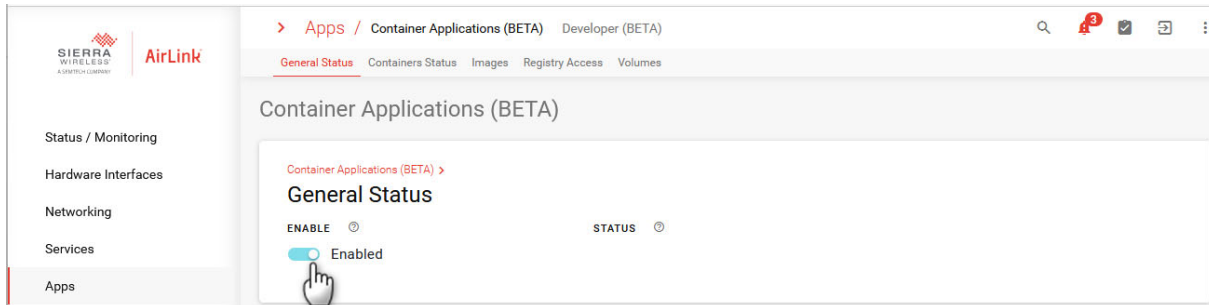 SIERRA
WIRELESS
A SEMTECH COMPANY
AirLink
Status / Monitoring
Hardware Interfaces
Networking
Services
Apps
> Apps / Container Applications (BETA) Developer (BETA)
3
General Status Containers Status Images Registry Access Volumes
Container Applications (BETA)
Container Applications (BETA) >
General Status
ENABLE ? STATUS ?
Enabled